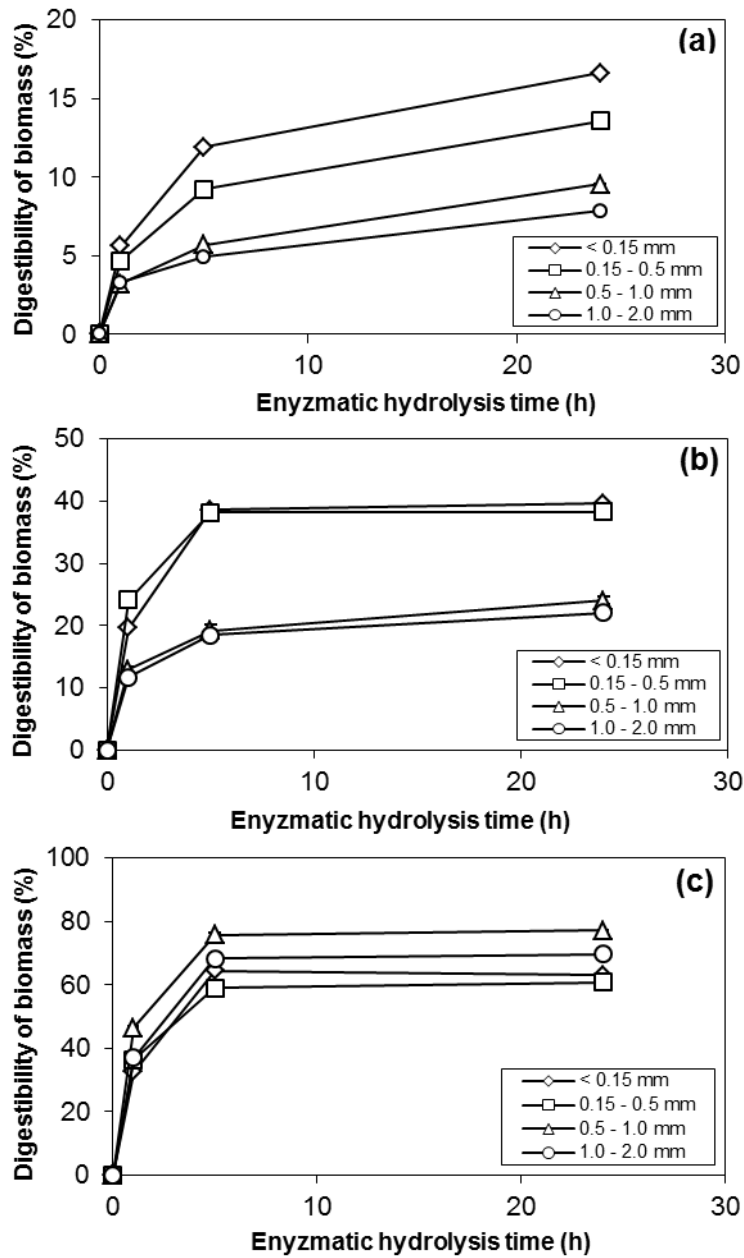 (a)
Digestibility of biomass (%)
20
15
10
5
0
0 10 20 30
Enyzmatic hydrolysis time (h)
< 0.15 mm
0.15 - 0.5 mm
0.5 - 1.0 mm
1.0 - 2.0 mm
(b)
Digestibility of biomass (%)
50
40
30
20
10
0
0 10 20 30
Enyzmatic hydrolysis time (h)
< 0.15 mm
0.15 - 0.5 mm
0.5 - 1.0 mm
1.0 - 2.0 mm
(c)
Digestibility of biomass (%)
100
80
60
40
20
0
0 10 20 30
Enyzmatic hydrolysis time (h)
< 0.15 mm
0.15 - 0.5 mm
0.5 - 1.0 mm
1.0 - 2.0 mm